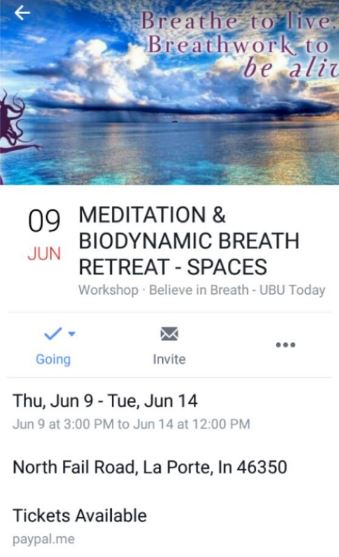 Breathe to live.
Breathwork to
be aliv
09
JUN
MEDITATION &
BIODYNAMIC BREATH
RETREAT - SPACES
Workshop · Believe in Breath - UBU Today
Going
Invite
Thu, Jun 9 - Tue, Jun 14
Jun 9 at 3:00 PM to Jun 14 at 12:00 PM
North Fail Road, La Porte, In 46350
Tickets Available
paypal.me